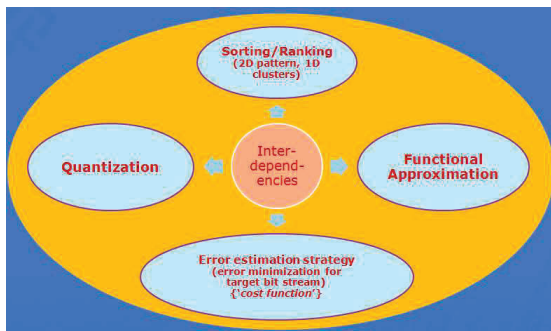 Sorting/Ranking
(2D pattern, 1D
clusters)
Quantization
Inter-
depend-
encies
Functional
Approximation
Error estimation strategy
(error minimization for
target bit stream)
{'cost function'}